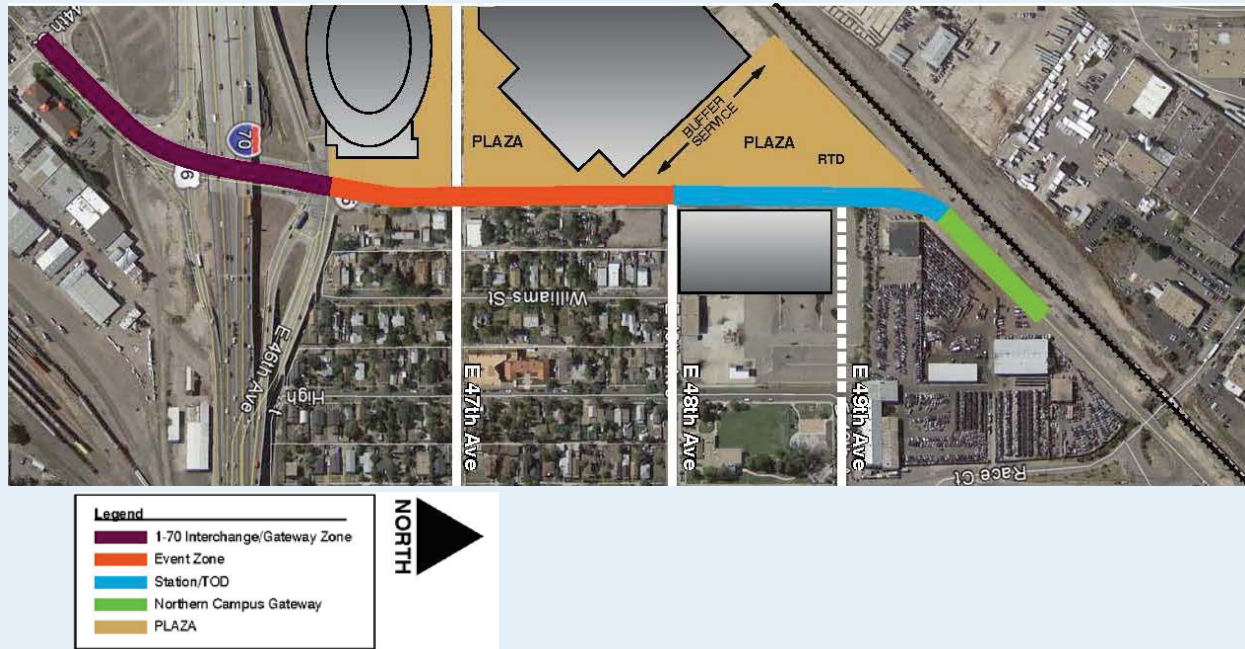 44th
70
6
PLAZA
BUFFER
SERVICE
PLAZA
RTD
Williams St
High St
E 46th Ave
E 47th Ave
E 48th Ave
E 49th Ave
Race Ct
Legend
1-70 Interchange/Gateway Zone
Event Zone
Station/TOD
Northern Campus Gateway
PLAZA
NORTH